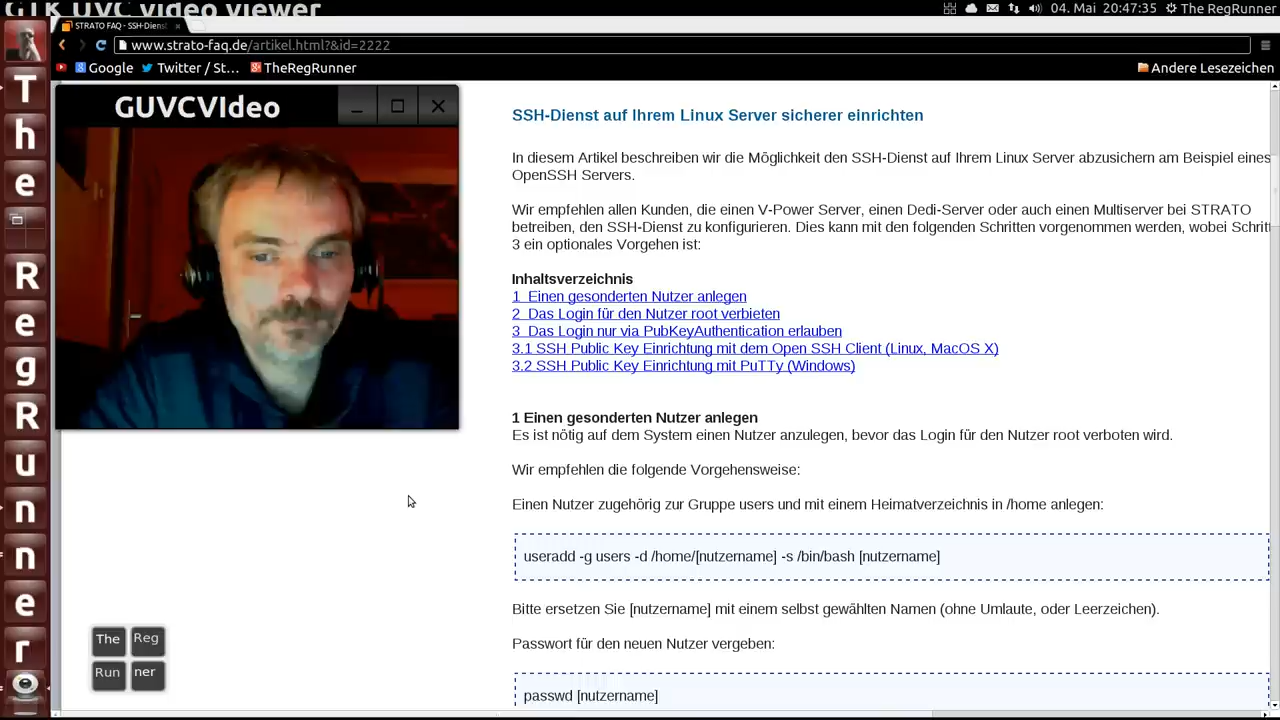 GTK UVC video viewer
04. Mai 20:47:35
The RegRunner
STRATO FAQ - SSH-Diens
www.strato-faq.de/artikel.html?&id=2222
Google
Twitter / St...
TheRegRunner
Andere Lesezeichen
GUVCVIdeo
T
h
e
R
e
g
R
u
n
n
e
r
SSH-Dienst auf Ihrem Linux Server sicherer einrichten
In diesem Artikel beschreiben wir die Möglichkeit den SSH-Dienst auf Ihrem Linux Server abzusichern am Beispiel eines
OpenSSH Servers.
Wir empfehlen allen Kunden, die einen V-Power Server, einen Dedi-Server oder auch einen Multiserver bei STRATO
betreiben, den SSH-Dienst zu konfigurieren. Dies kann mit den folgenden Schritten vorgenommen werden, wobei Schritt
3 ein optionales Vorgehen ist:
Inhaltsverzeichnis
1 Einen gesonderten Nutzer anlegen
2 Das Login für den Nutzer root verbieten
3 Das Login nur via PubKeyAuthentication erlauben
3.1 SSH Public Key Einrichtung mit dem Open SSH Client (Linux, MacOS X)
3.2 SSH Public Key Einrichtung mit PuTTy (Windows)
1 Einen gesonderten Nutzer anlegen
Es ist nötig auf dem System einen Nutzer anzulegen, bevor das Login für den Nutzer root verboten wird.
Wir empfehlen die folgende Vorgehensweise:
Einen Nutzer zugehörig zur Gruppe users und mit einem Heimatverzeichnis in /home anlegen:
useradd -g users -d /home/[nutzername] -s /bin/bash [nutzername]
Bitte ersetzen Sie [nutzername] mit einem selbst gewählten Namen (ohne Umlaute, oder Leerzeichen).
Passwort für den neuen Nutzer vergeben:
passwd [nutzername]
The Reg
Run ner